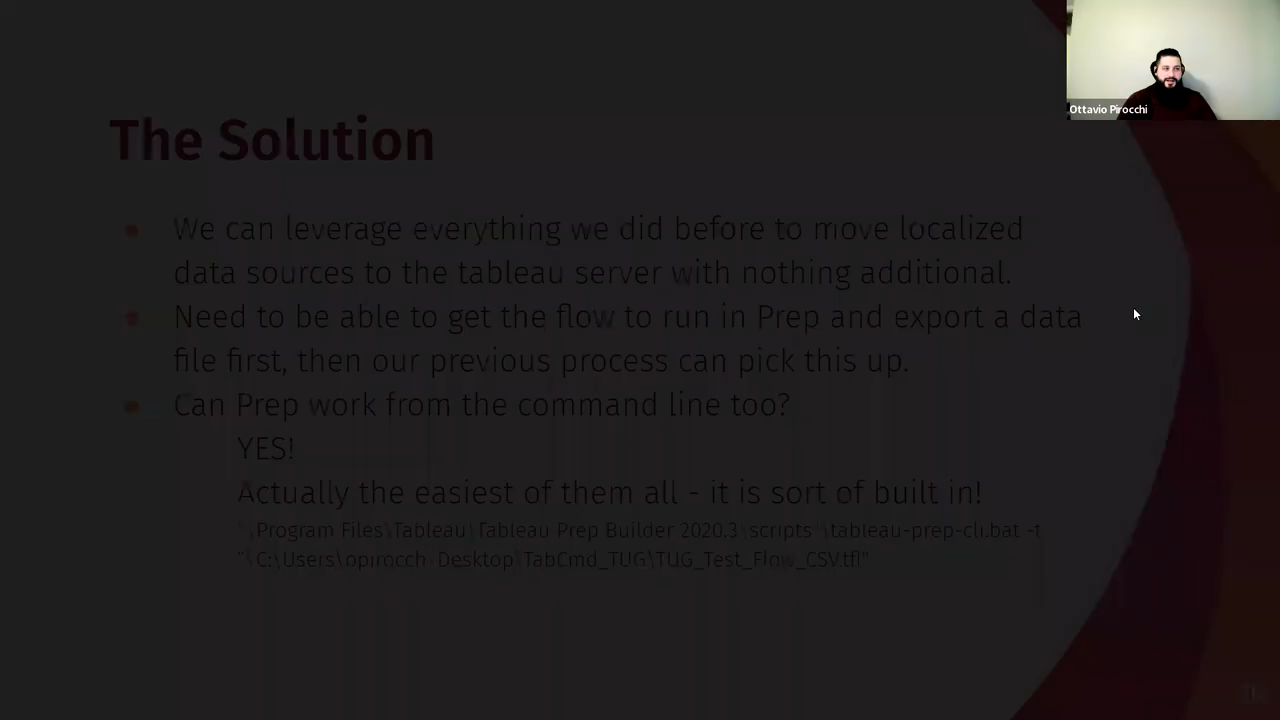 Ottavio Pirocchi
The Solution
We can leverage everything we did before to move localized
data sources to the tableau server with nothing additional.
Need to be able to get the flow to run in Prep and export a data
file first, then our previous process can pick this up.
Can Prep work from the command line too?
YES!
Actually the easiest of them all - it is sort of built in!
"\Program Files\Tableau\Tableau Prep Builder 2020.3\scripts"\tableau-prep-cli.bat -t
"\C:\Users\opirocchi\Desktop\TabCmd_TUG\TUG_Test_Flow_CSV.tfl"